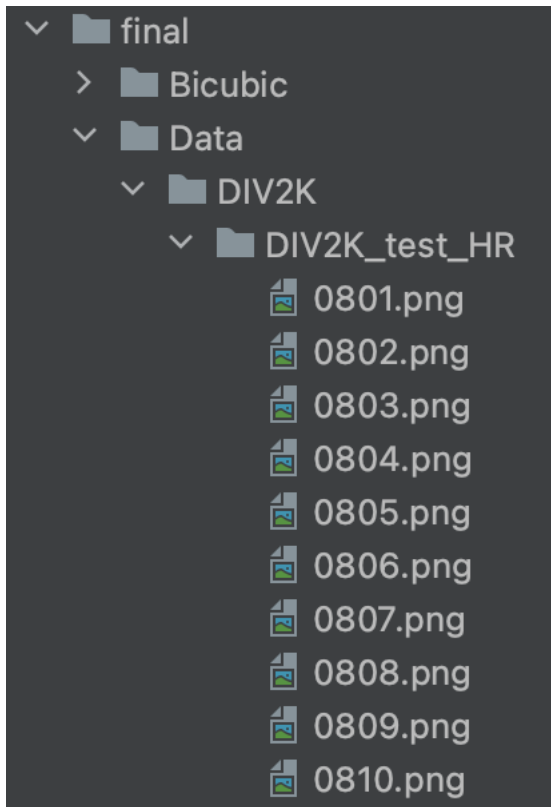 final
Bicubic
Data
DIV2K
DIV2K_test_HR
0801.png
0802.png
0803.png
0804.png
0805.png
0806.png
0807.png
0808.png
0809.png
0810.png